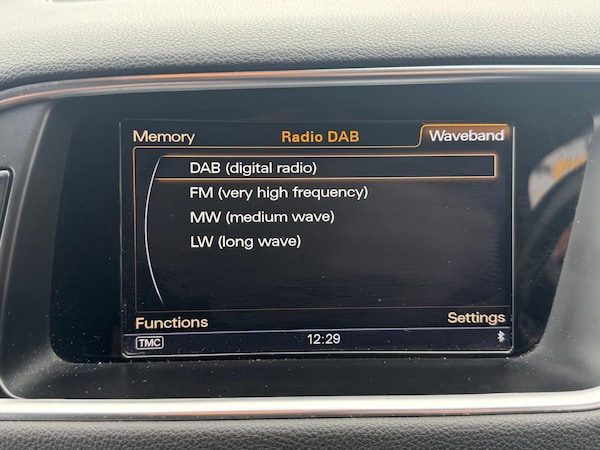 Memory Radio DAB Waveband
DAB (digital radio)
FM (very high frequency)
MW (medium wave)
LW (long wave)
Functions Settings
TMC 12:29